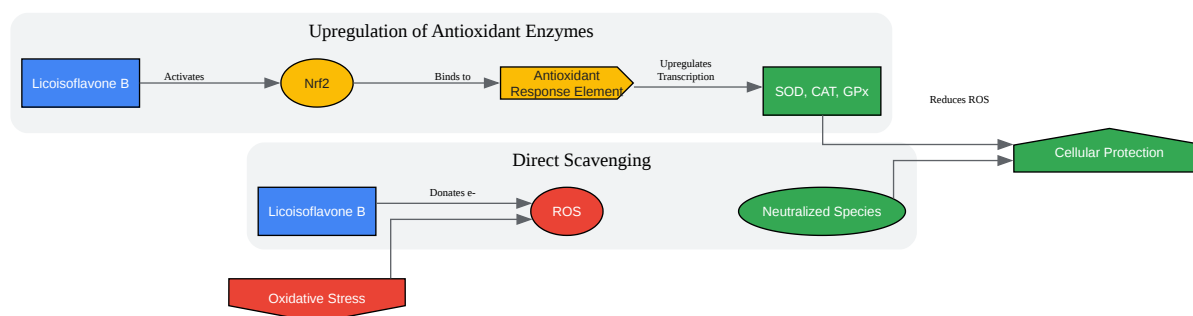 Upregulation of Antioxidant Enzymes
Licoisoflavone B
Activates
Nrf2
Binds to
Antioxidant
Response Element
Upregulates
Transcription
SOD, CAT, GPx
Reduces ROS
Cellular Protection
Direct Scavenging
Licoisoflavone B
Donates e-
ROS
Neutralized Species
Oxidative Stress